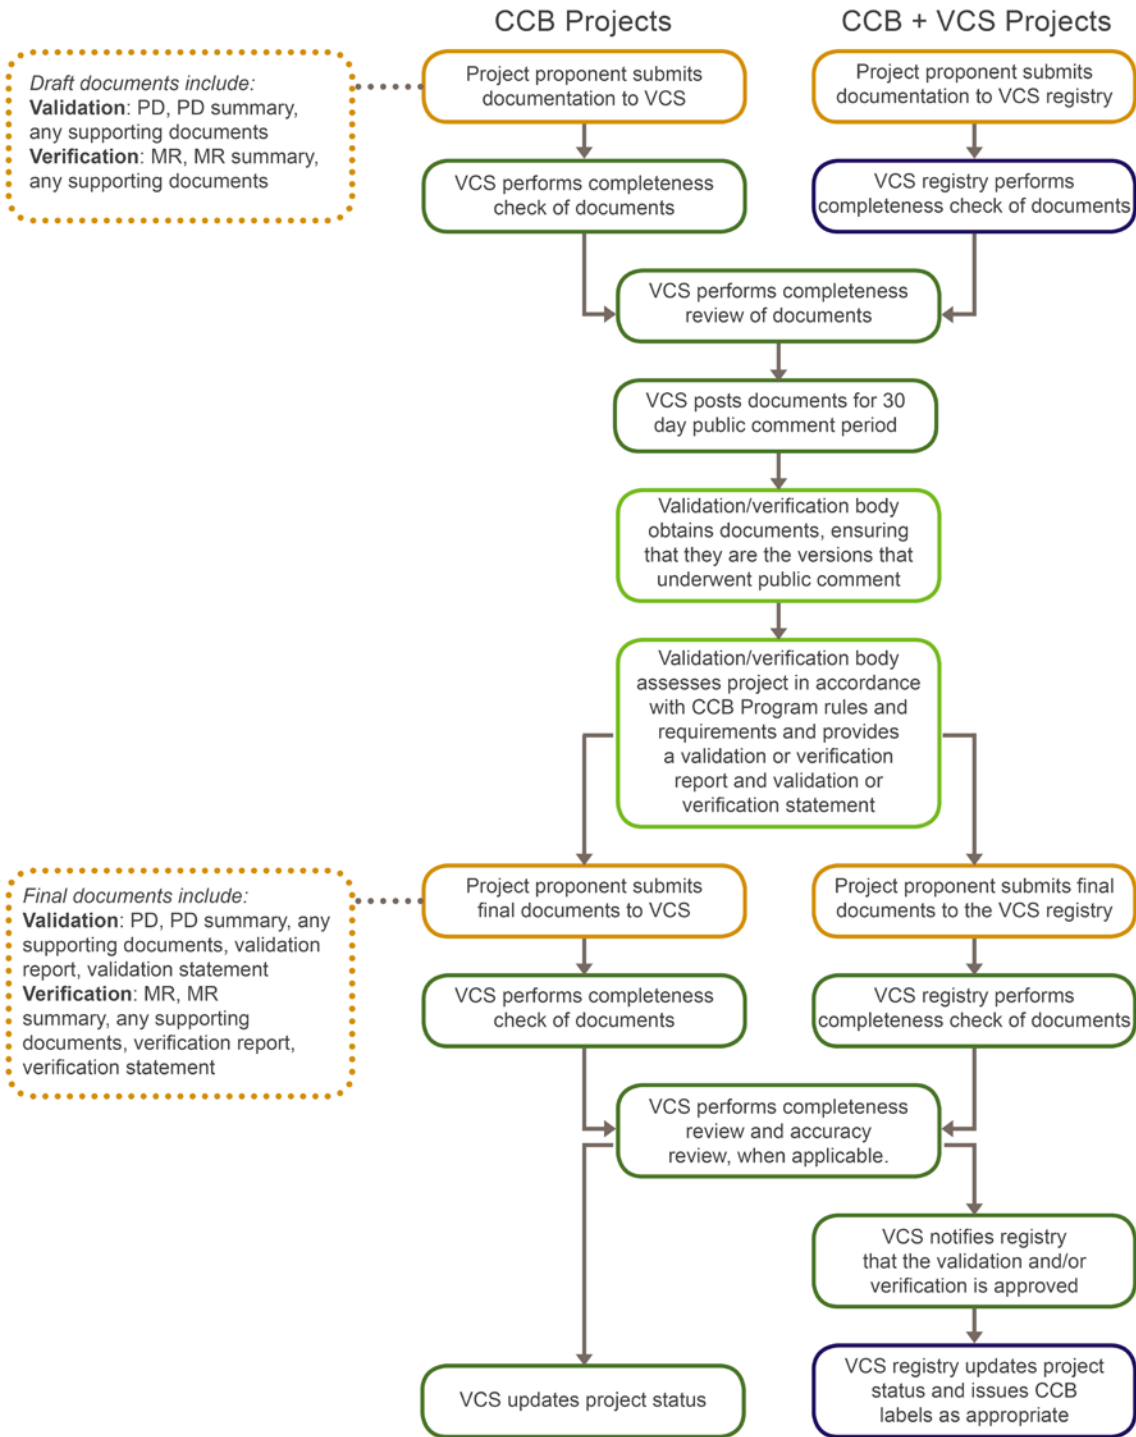 CCB Projects
CCB + VCS Projects
Draft documents include:
Validation: PD, PD summary,
any supporting documents
Verification: MR, MR summary,
any supporting documents
Project proponent submits
documentation to VCS
Project proponent submits
documentation to VCS registry
VCS performs completeness
check of documents
VCS registry performs
completeness check of documents
VCS performs completeness
review of documents
VCS posts documents for 30
day public comment period
Validation/verification body
obtains documents, ensuring
that they are the versions that
underwent public comment
Validation/verification body
assesses project in accordance
with CCB Program rules and
requirements and provides
a validation or verification
report and validation or
verification statement
Final documents include:
Validation: PD, PD summary, any
supporting documents, validation
report, validation statement
Verification: MR, MR
summary, any supporting
documents, verification report,
verification statement
Project proponent submits
final documents to VCS
Project proponent submits final
documents to the VCS registry
VCS performs completeness
check of documents
VCS registry performs
completeness check of documents
VCS performs completeness
review and accuracy
review, when applicable.
VCS notifies registry
that the validation and/or
verification is approved
VCS updates project status
VCS registry updates project
status and issues CCB
labels as appropriate